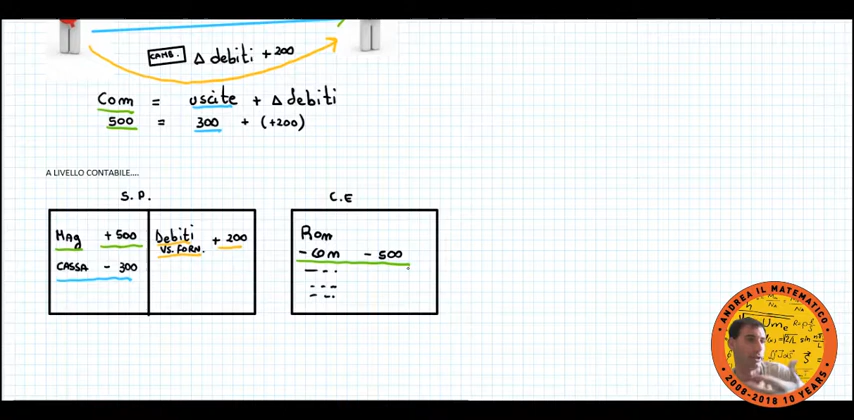 CAMB. Δ debiti +200
Com = uscite + Δ debiti
500 = 300 + (+200)
A LIVELLO CONTABILE....
S.P.
Mag + 500
CASSA - 300
Debiti + 200
VS. FORN.
C.E
Rom
- COM - 500
ANDREA IL MATEMATICO
2008-2018 10 YEARS